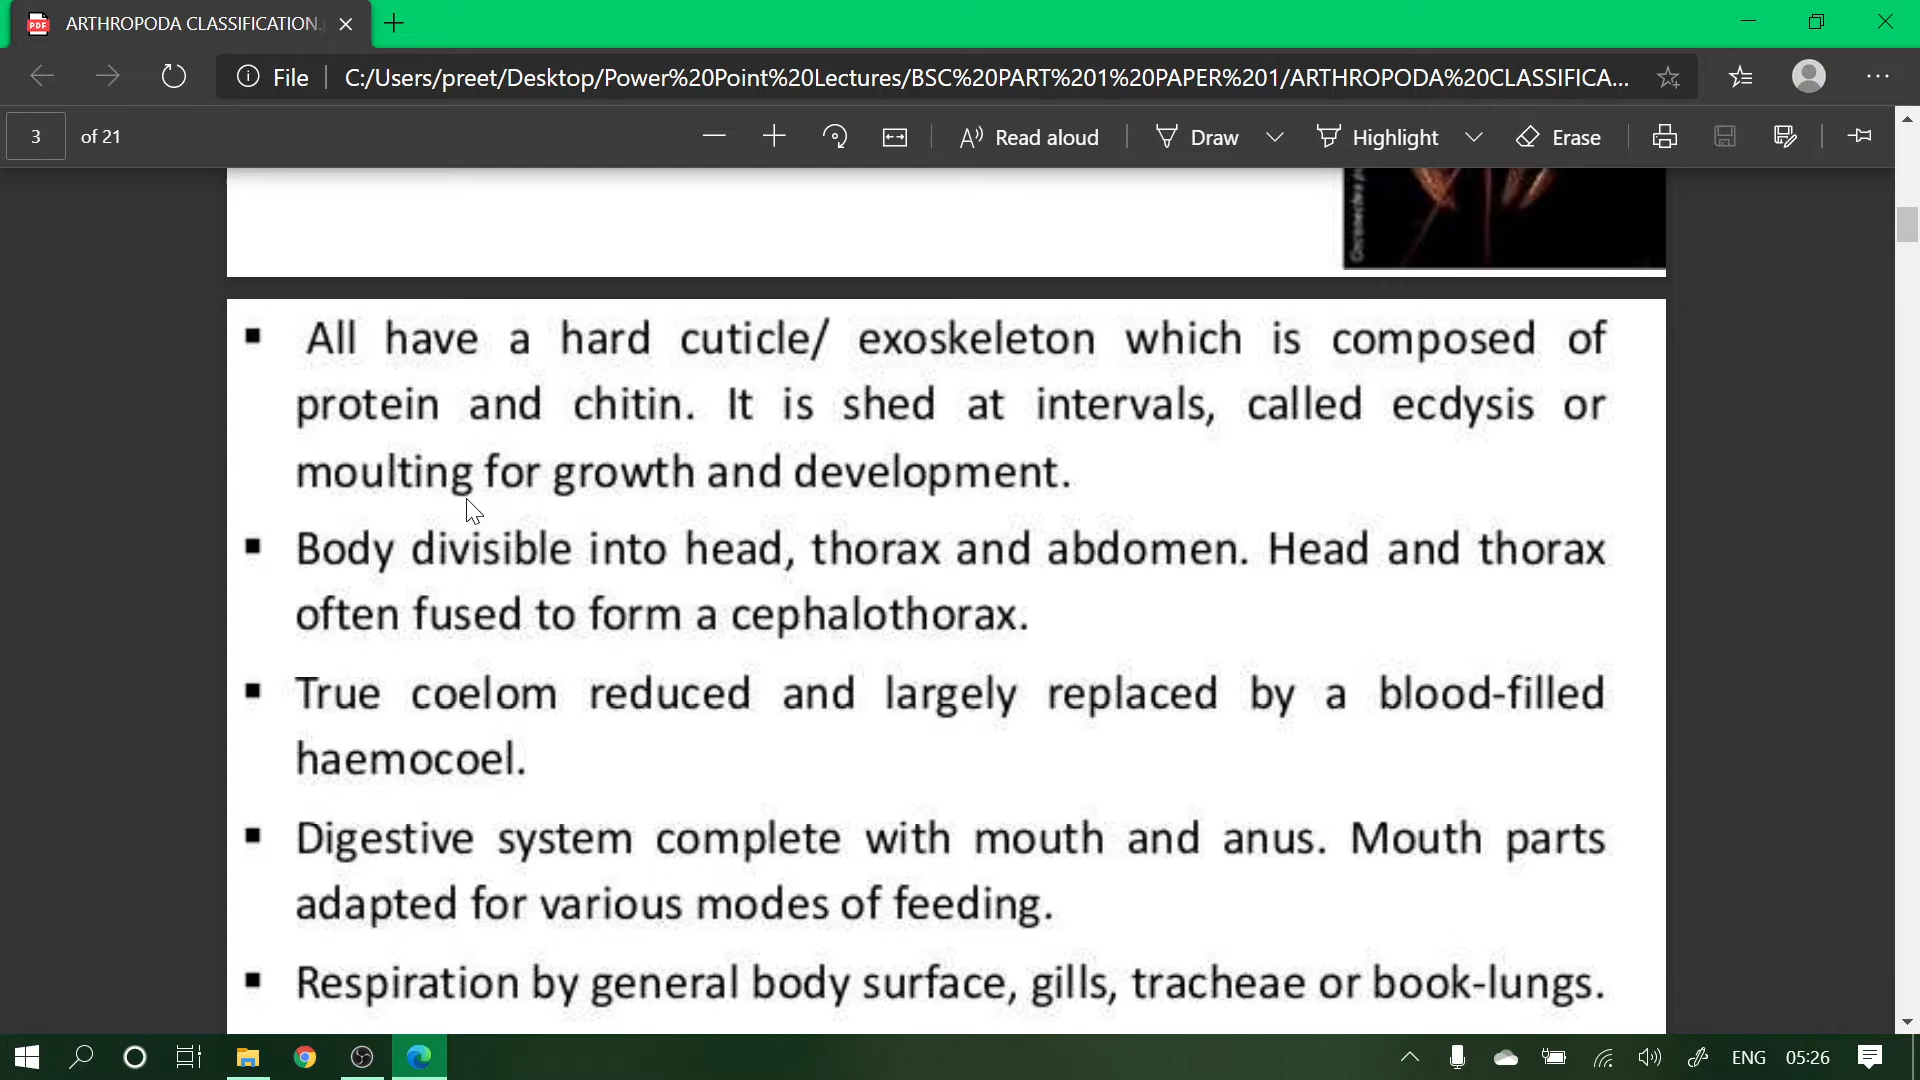 ARTHROPODA CLASSIFICATION.
File
C:/Users/preet/Desktop/Power%20Point%20Lectures/BSC%20PART%201%20PAPER%201/ARTHROPODA%20CLASSIFICA...
3 of 21
Read aloud
Draw
Highlight
Erase
▪ All have a hard cuticle/ exoskeleton which is composed of
protein and chitin. It is shed at intervals, called ecdysis or
moulting for growth and development.
▪ Body divisible into head, thorax and abdomen. Head and thorax
often fused to form a cephalothorax.
▪ True coelom reduced and largely replaced by a blood-filled
haemocoel.
▪ Digestive system complete with mouth and anus. Mouth parts
adapted for various modes of feeding.
▪ Respiration by general body surface, gills, tracheae or book-lungs.
ENG 05:26